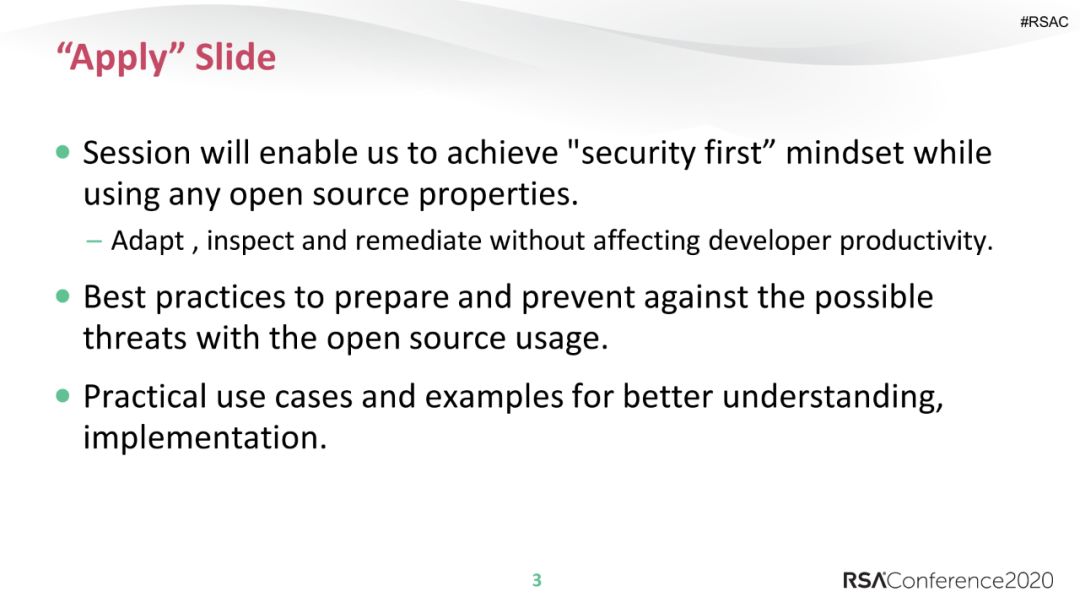 #RSAC
“Apply” Slide
• Session will enable us to achieve "security first” mindset while
using any open source properties.
– Adapt , inspect and remediate without affecting developer productivity.
• Best practices to prepare and prevent against the possible
threats with the open source usage.
• Practical use cases and examples for better understanding,
implementation.
3
RSAConference2020